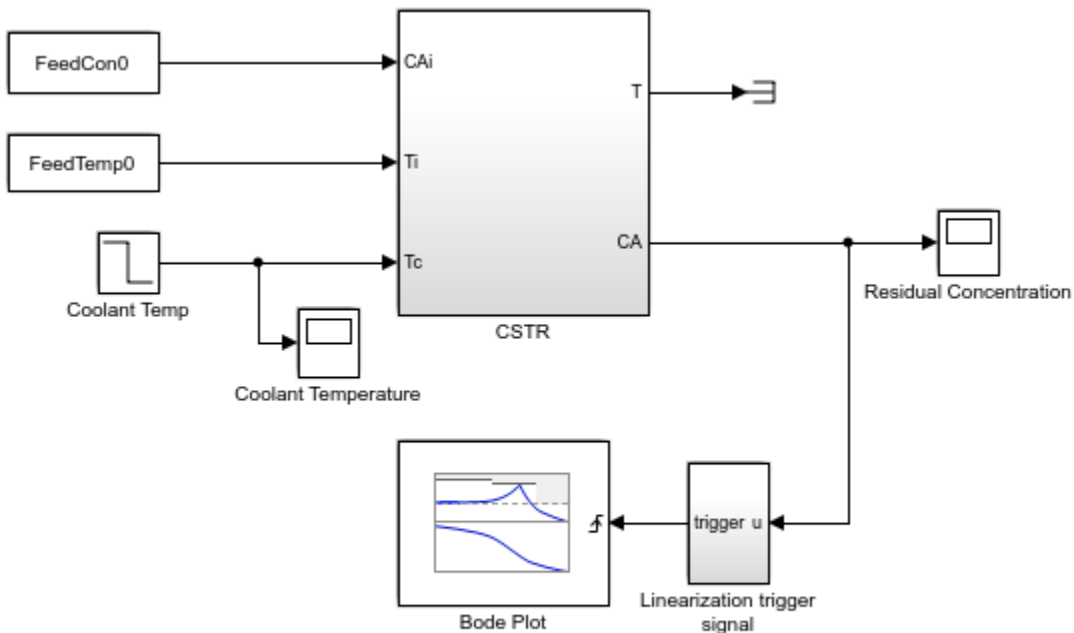 FeedCon0
CAi
T
FeedTemp0
Ti
CA
Coolant Temp
Tc
Residual Concentration
CSTR
Coolant Temperature
trigger u
Bode Plot
Linearization trigger
signal